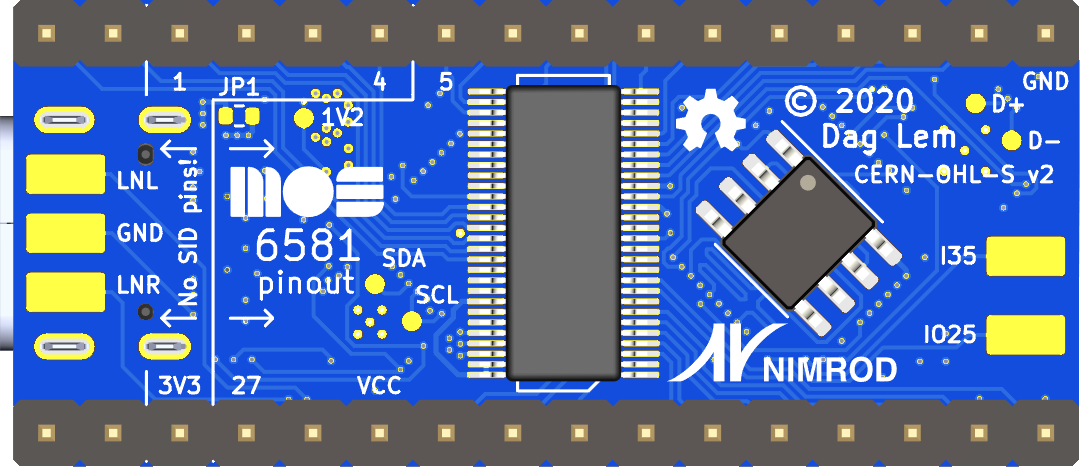 1
JP1
4
5
GND
1V2
© 2020
D+
Dag Lem
D-
LNL
CERN-OHL-S v2
No SID pins!
mos
GND
6581
SDA
I35
LNR
pinout
SCL
IO25
NIMROD
3V3
27
VCC